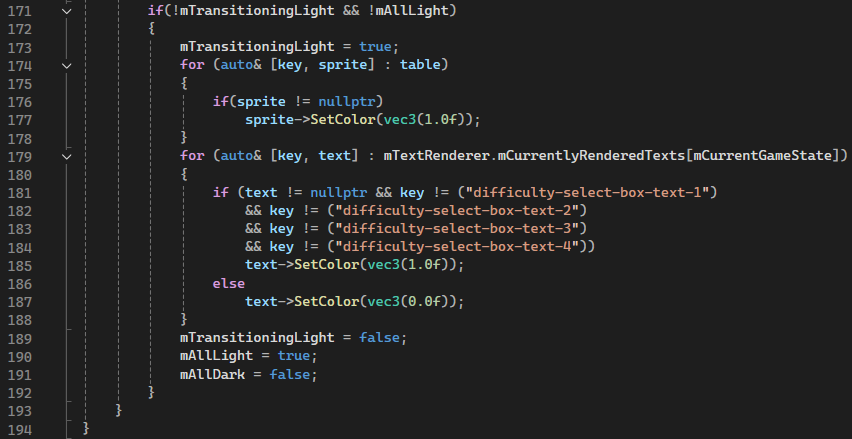 171 if(!mTransitioningLight && !mAllLight)
172 {
173 mTransitioningLight = true;
174 for (auto& [key, sprite] : table)
175 {
176 if(sprite != nullptr)
177 sprite->SetColor(vec3(1.0f));
178 }
179 for (auto& [key, text] : mTextRenderer.mCurrentlyRenderedTexts[mCurrentGameState])
180 {
181 if (text != nullptr && key != ("difficulty-select-box-text-1")
182 && key != ("difficulty-select-box-text-2")
183 && key != ("difficulty-select-box-text-3")
184 && key != ("difficulty-select-box-text-4"))
185 text->SetColor(vec3(1.0f));
186 else
187 text->SetColor(vec3(0.0f));
188 }
189 mTransitioningLight = false;
190 mAllLight = true;
191 mAllDark = false;
192 }
193 }
194 }